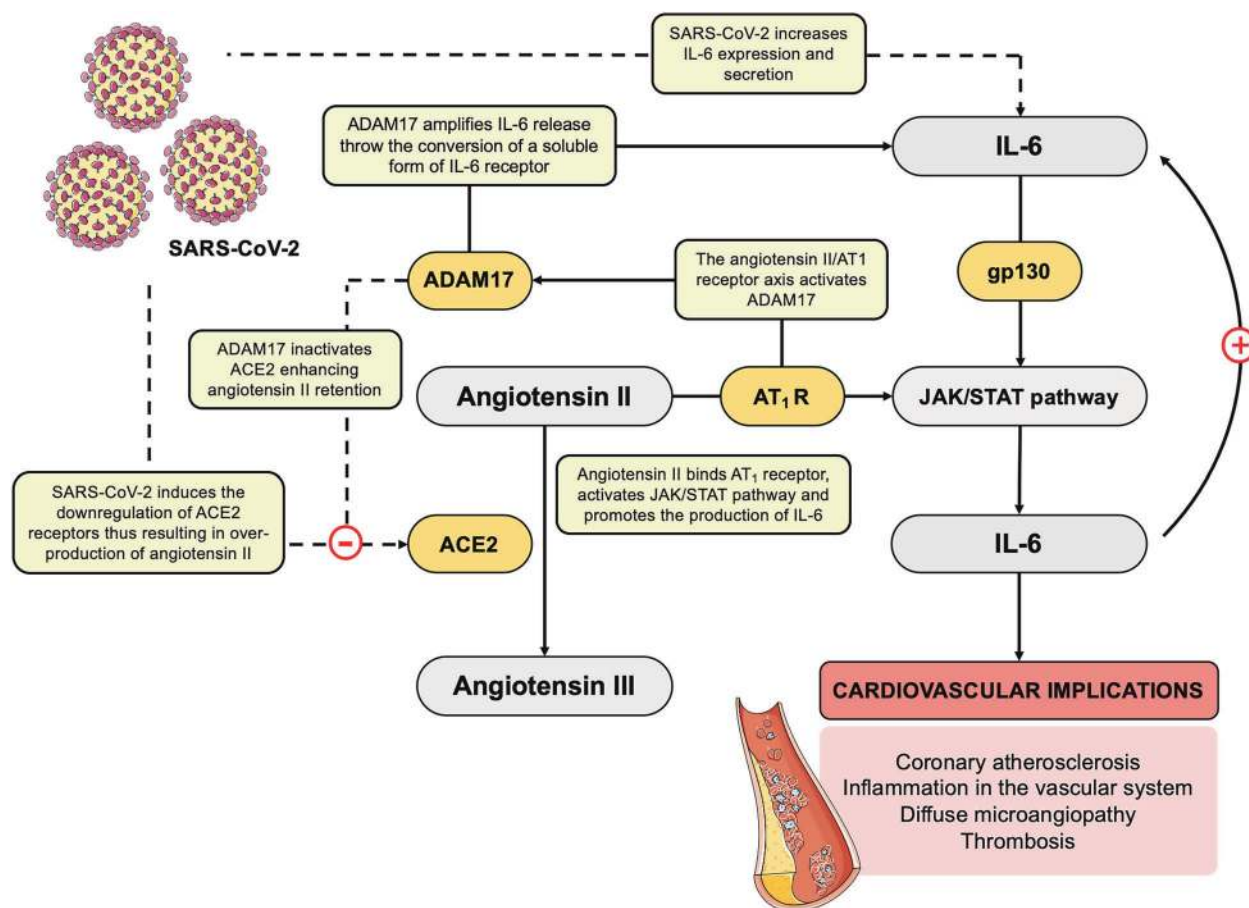 SARS-CoV-2 increases
IL-6 expression and
secretion
ADAM17 amplifies IL-6 release
throw the conversion of a soluble
form of IL-6 receptor
IL-6
SARS-CoV-2
ADAM17
The angiotensin II/AT1
receptor axis activates
ADAM17
gp130
+
ADAM17 inactivates
ACE2 enhancing
angiotensin II retention
Angiotensin II
AT₁ R
JAK/STAT pathway
Angiotensin II binds AT₁ receptor,
activates JAK/STAT pathway and
promotes the production of IL-6
SARS-CoV-2 induces the
downregulation of ACE2
receptors thus resulting in over-
production of angiotensin II
-
ACE2
IL-6
Angiotensin III
CARDIOVASCULAR IMPLICATIONS
Coronary atherosclerosis
Inflammation in the vascular system
Diffuse microangiopathy
Thrombosis